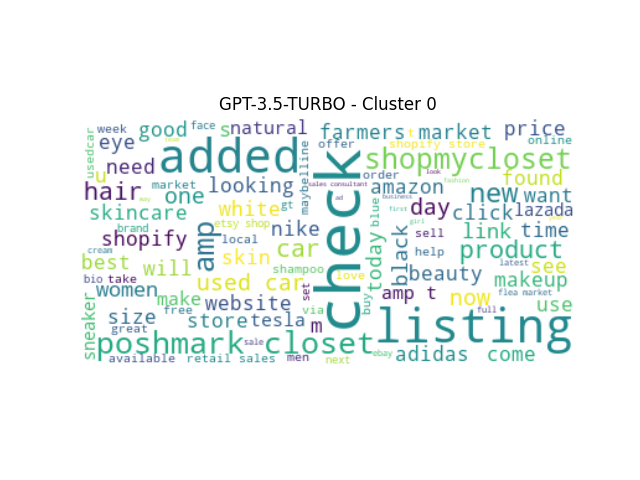 GPT-3.5-TURBO - Cluster 0
usedcar
week
good
face
s
natural
farmers market
price
eye
u
need
added
offer
t
shopify store
online
shopmycloset
found
hair
one
looking
maybelline
check
sales consultant
ad
order
amazon
look
fashion
new
want
market
skincare
white
gt
etsy shop
nike
blue
business
first
girl
day
click
lazada
brand
shopify
amp
local
skin
car
today
black
help
link
time
product
latest
best
will
shampoo
love
beauty
see
cream
bio
take
used car
set
buy
amp t
makeup
women
make
website
now
flea market
use
sneaker
size
free
store
tesla
via
m
full
listing
great
poshmark
closet
sale
available
retail sales
men
next
ebay
adidas
come